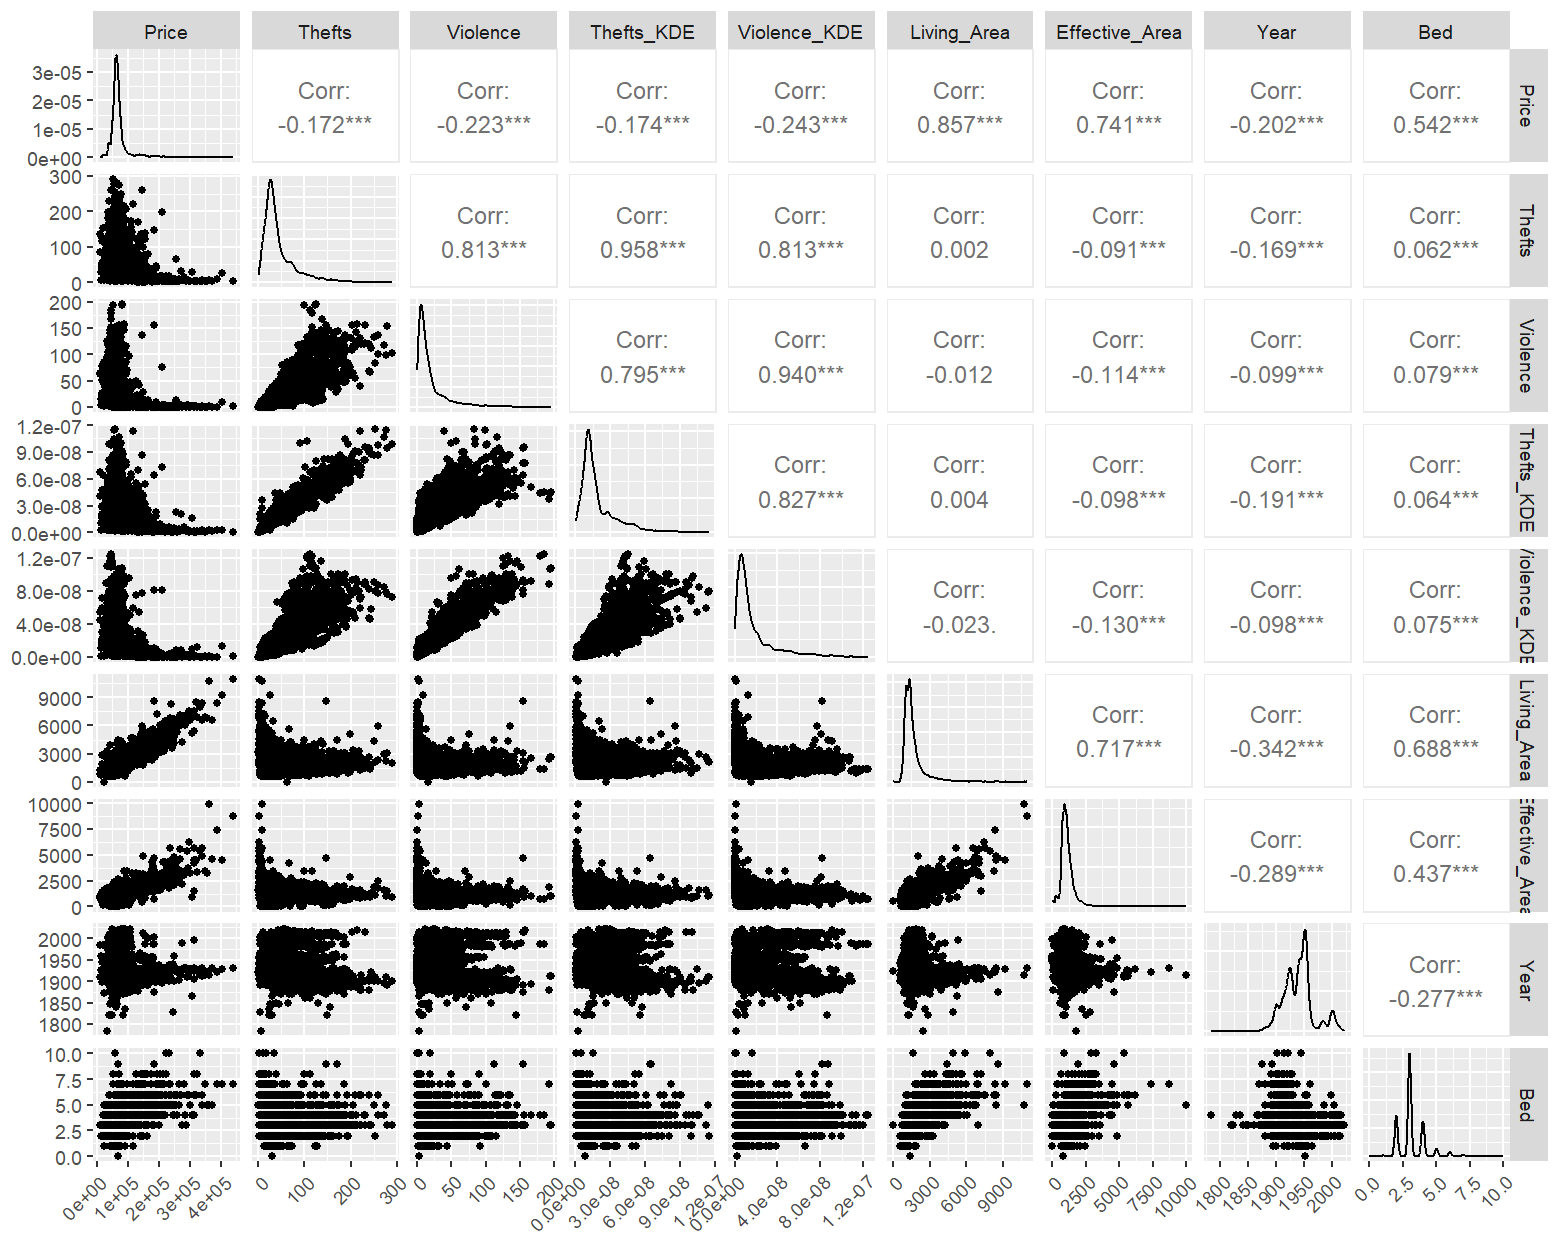 Price Thefts Violence Thefts_KDE Violence_KDE Living_Area Effective_Area Year Bed
3e-05
2e-05
1e-05
0e+00
Corr: Corr: Corr: Corr: Corr: Corr: Corr: Corr:
-0.172*** -0.223*** -0.174*** -0.243*** 0.857*** 0.741*** -0.202*** 0.542***
Price
300
200
100
0
Corr: Corr: Corr: Corr: Corr: Corr: Corr:
0.813*** 0.958*** 0.813*** 0.002 -0.091*** -0.169*** 0.062***
Thefts
200
150
100
50
0
Corr: Corr: Corr: Corr: Corr: Corr:
0.795*** 0.940*** -0.012 -0.114*** -0.099*** 0.079***
Violence
1.2e-07
9.0e-08
6.0e-08
3.0e-08
0.0e+00
Corr: Corr: Corr: Corr: Corr:
0.827*** 0.004 -0.098*** -0.191*** 0.064***
Thefts_KDE
1.2e-07
8.0e-08
4.0e-08
0.0e+00
Corr: Corr: Corr: Corr:
-0.023. -0.130*** -0.098*** 0.075***
Violence_KDE
9000
6000
3000
0
Corr: Corr: Corr:
0.717*** -0.342*** 0.688***
Living_Area
10000
7500
5000
2500
0
Corr: Corr:
-0.289*** 0.437***
Effective_Area
2000
1950
1900
1850
1800
Corr:
-0.277***
Year
10.0
7.5
5.0
2.5
0.0
Bed
0e+00 1e+05 2e+05 3e+05 4e+05 0 100 200 300 0 50 100 150 200 0.0e+00 3.0e-08 6.0e-08 9.0e-08 1.2e-07 0.0e+00 4.0e-08 8.0e-08 1.2e-07 0 3000 6000 9000 0 2500 5000 7500 10000 1800 1850 1900 1950 2000 0.0 2.5 5.0 7.5 10.0